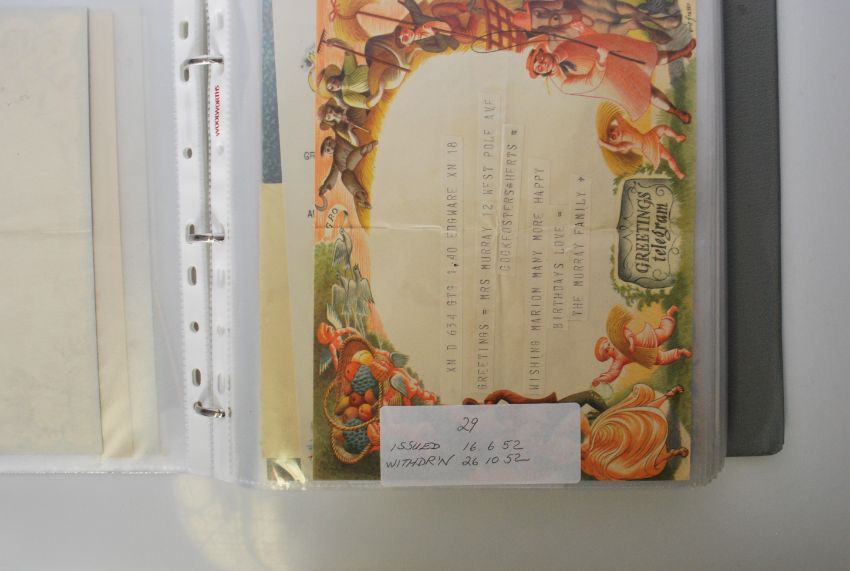 GREETINGS
telegram
G.P.O
XN D 634 GTG 1,40 EDGWARE XN 18
GREETINGS = MRS MURRAY 12 WEST POLE AVE
COCKFOSTERS&HERTS =
WISHING MARION MANY MORE HAPPY
BIRTHDAYS LOVE =
THE MURRAY FAMILY +
29
ISSUED 16. 6 52
WITHDR'N 26 10 52
WOOLWORTHS